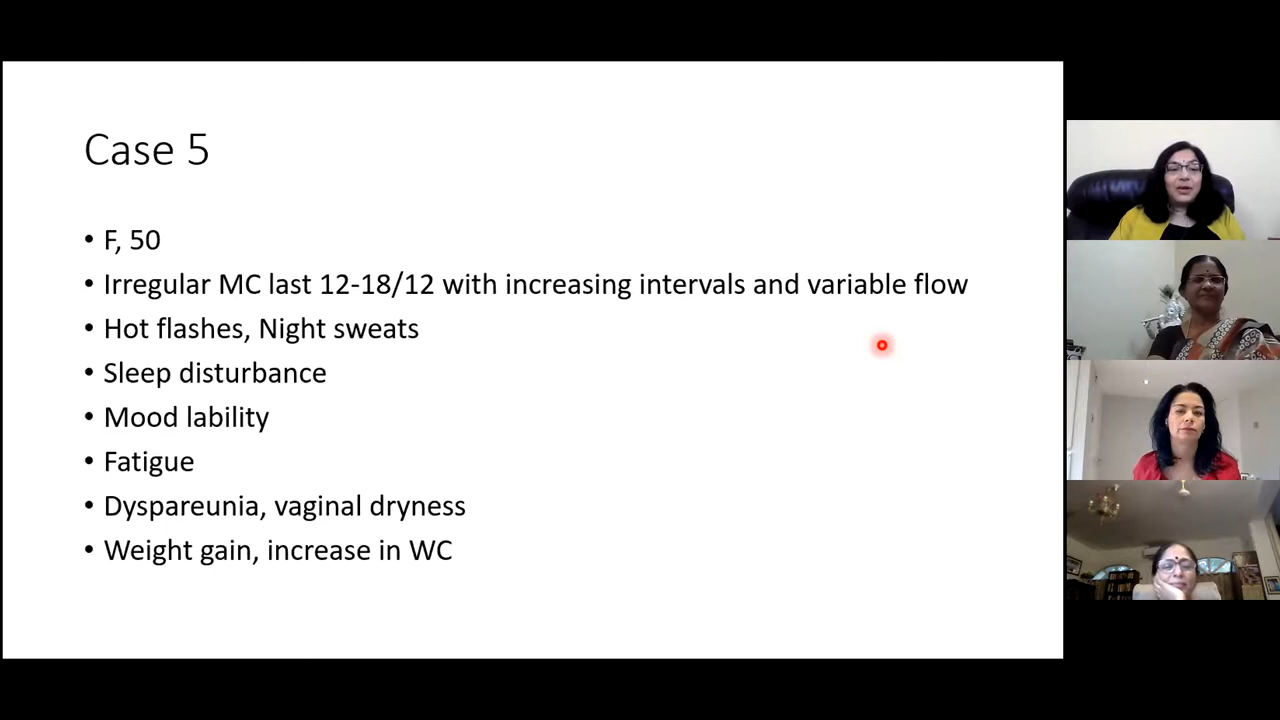 Case 5
• F, 50
• Irregular MC last 12-18/12 with increasing intervals and variable flow
• Hot flashes, Night sweats
• Sleep disturbance
• Mood lability
• Fatigue
• Dyspareunia, vaginal dryness
• Weight gain, increase in WC